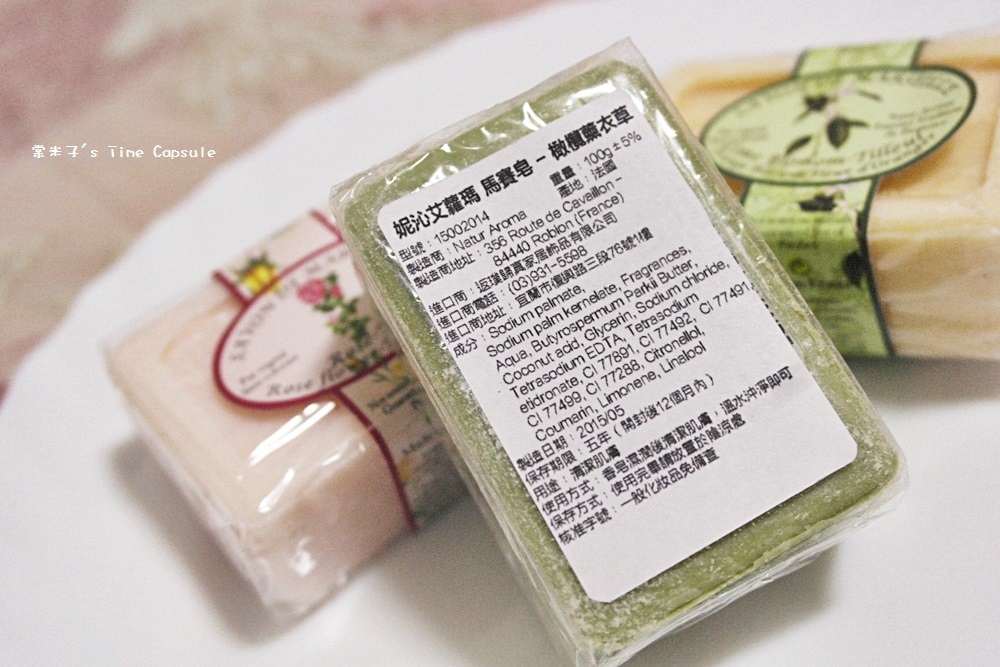 掌米子's Time Capsule
妮沁艾蘿瑪 馬賽皂 – 橄欖薰衣草
型號：15002014 重量：100g ± 5%
製造商：Natur Aroma 產地：法國
製造商地址：356 Route de Cavaillon –
84440 Robion (France)
進口商：返璞歸真家居飾品有限公司
進口商電話：(03)931-5598
進口商地址：宜蘭市濃興路三段76號1樓
成分：Sodium palmate,
Sodium palm kernelate, Fragrances,
Aqua, Butyrospermum Parkii Butter,
Coconut acid, Glycerin, Sodium chloride,
Tetrasodium EDTA, Tetrasodium
etidronate, CI 77891, CI 77491,
CI 77499, CI 77288, CI 77492,
Coumarin, Limonene, Citronellol,
Linalool
製造日期：2015/05
保存期限：五年（開封後12個月內）
用途：清潔肌膚
使用方式：香皂濕潤後清潔肌膚，溫水沖淨即可
保存方式：使用完畢請放置於陰涼處
核准字號：一般化妝品免備查
Rose